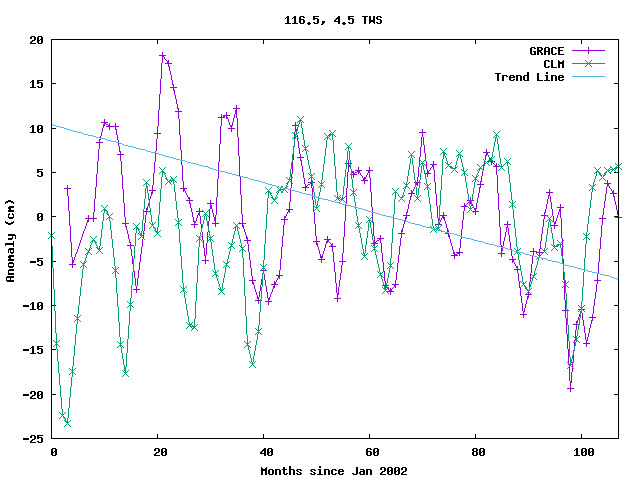 116.5, 4.5 TWS
GRACE
CLM
Trend Line
20
15
10
5
0
-5
-10
-15
-20
-25
Anomaly (cm)
0 20 40 60 80 100
Months since Jan 2002